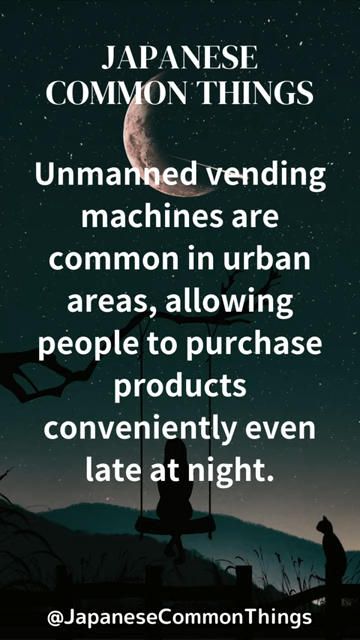 JAPANESE
COMMON THINGS
Unmanned vending
machines are
common in urban
areas, allowing
people to purchase
products
conveniently even
late at night.
@JapaneseCommonThings